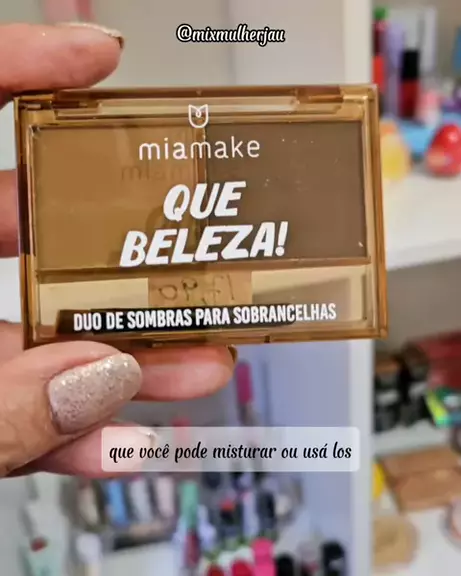 @mixmulherjau
miamake
QUE
BELEZA!
DUO DE SOMBRAS PARA SOBRANCELHAS
que você pode misturar ou usá los